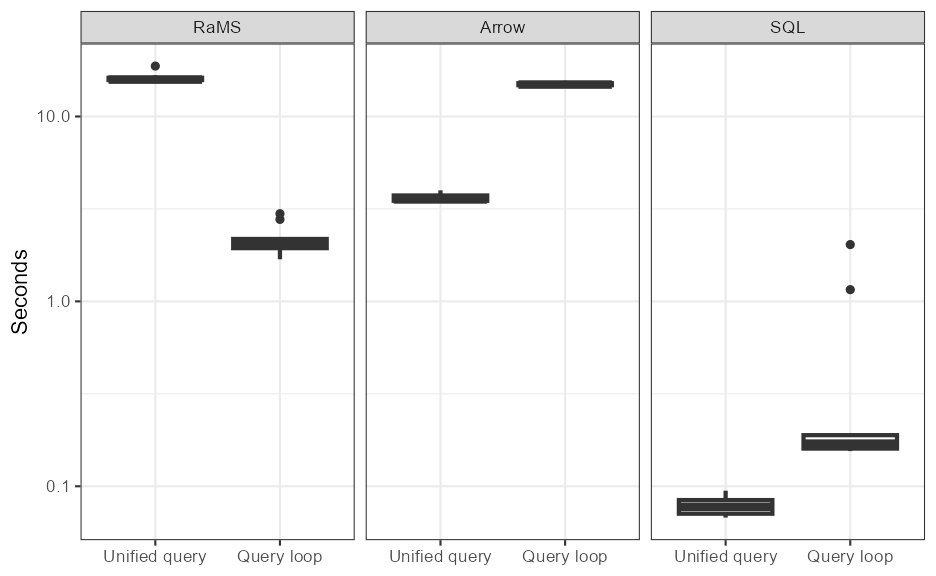 RaMS
Arrow
SQL
Seconds
10.0
1.0
0.1
Unified query
Query loop
Unified query
Query loop
Unified query
Query loop